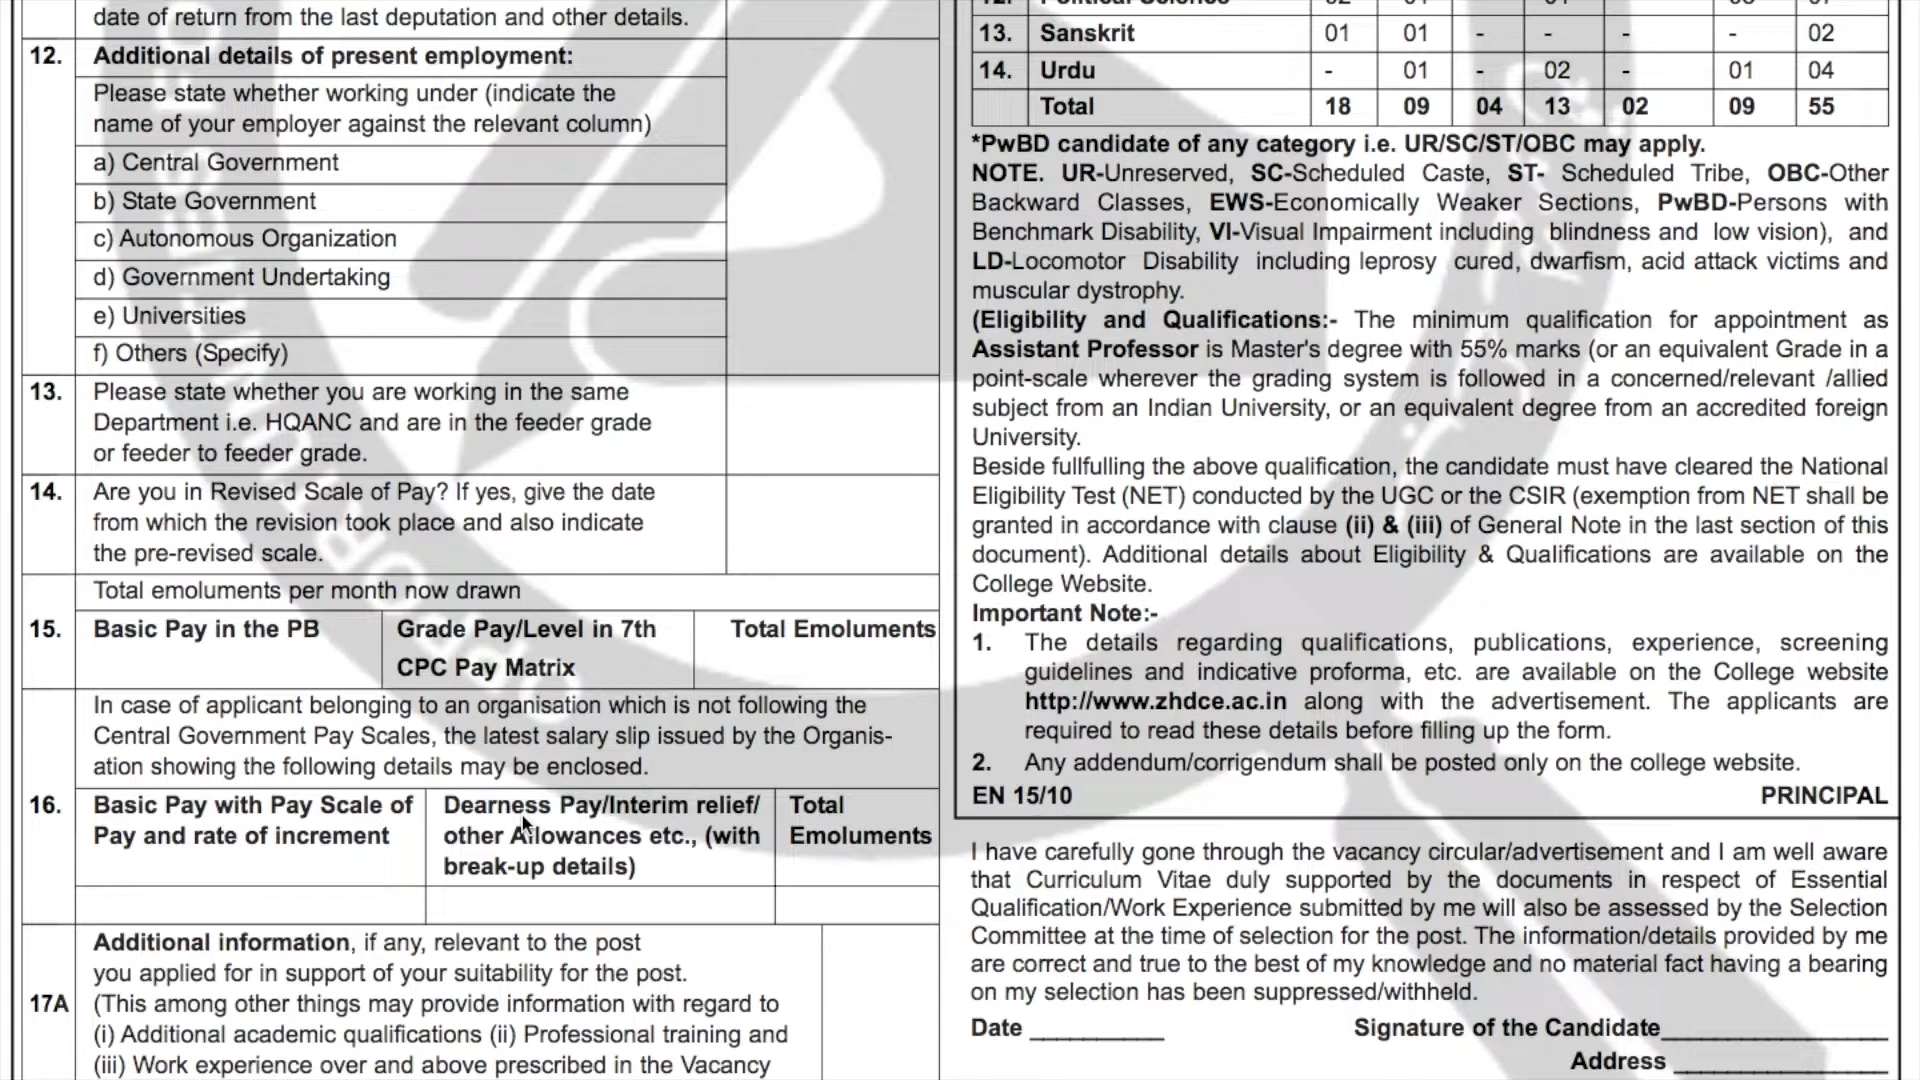 date of return from the last deputation and other details.
12. Additional details of present employment:
Please state whether working under (indicate the
name of your employer against the relevant column)
a) Central Government
b) State Government
c) Autonomous Organization
d) Government Undertaking
e) Universities
f) Others (Specify)
13. Please state whether you are working in the same
Department i.e. HQANC and are in the feeder grade
or feeder to feeder grade.
14. Are you in Revised Scale of Pay? If yes, give the date
from which the revision took place and also indicate
the pre-revised scale.
Total emoluments per month now drawn
15. Basic Pay in the PB Grade Pay/Level in 7th Total Emoluments
CPC Pay Matrix
In case of applicant belonging to an organisation which is not following the
Central Government Pay Scales, the latest salary slip issued by the Organis-
ation showing the following details may be enclosed.
16. Basic Pay with Pay Scale of Dearness Pay/Interim relief/ Total
Pay and rate of increment other Allowances etc., (with Emoluments
break-up details)
Additional information, if any, relevant to the post
you applied for in support of your suitability for the post.
17A (This among other things may provide information with regard to
(i) Additional academic qualifications (ii) Professional training and
(iii) Work experience over and above prescribed in the Vacancy
12. Political Science
13. Sanskrit 01 01 - - - - 02
14. Urdu - 01 - 02 - 01 04
Total 18 09 04 13 02 09 55
*PwBD candidate of any category i.e. UR/SC/ST/OBC may apply.
NOTE. UR-Unreserved, SC-Scheduled Caste, ST- Scheduled Tribe, OBC-Other
Backward Classes, EWS-Economically Weaker Sections, PwBD-Persons with
Benchmark Disability, VI-Visual Impairment including blindness and low vision), and
LD-Locomotor Disability including leprosy cured, dwarfism, acid attack victims and
muscular dystrophy.
(Eligibility and Qualifications:- The minimum qualification for appointment as
Assistant Professor is Master's degree with 55% marks (or an equivalent Grade in a
point-scale wherever the grading system is followed in a concerned/relevant /allied
subject from an Indian University, or an equivalent degree from an accredited foreign
University.
Beside fullfulling the above qualification, the candidate must have cleared the National
Eligibility Test (NET) conducted by the UGC or the CSIR (exemption from NET shall be
granted in accordance with clause (ii) & (iii) of General Note in the last section of this
document). Additional details about Eligibility & Qualifications are available on the
College Website.
Important Note:-
1. The details regarding qualifications, publications, experience, screening
guidelines and indicative proforma, etc. are available on the College website
http://www.zhdce.ac.in along with the advertisement. The applicants are
required to read these details before filling up the form.
2. Any addendum/corrigendum shall be posted only on the college website.
EN 15/10 PRINCIPAL
I have carefully gone through the vacancy circular/advertisement and I am well aware
that Curriculum Vitae duly supported by the documents in respect of Essential
Qualification/Work Experience submitted by me will also be assessed by the Selection
Committee at the time of selection for the post. The information/details provided by me
are correct and true to the best of my knowledge and no material fact having a bearing
on my selection has been suppressed/withheld.
Date __________ Signature of the Candidate__________________
Address _________________